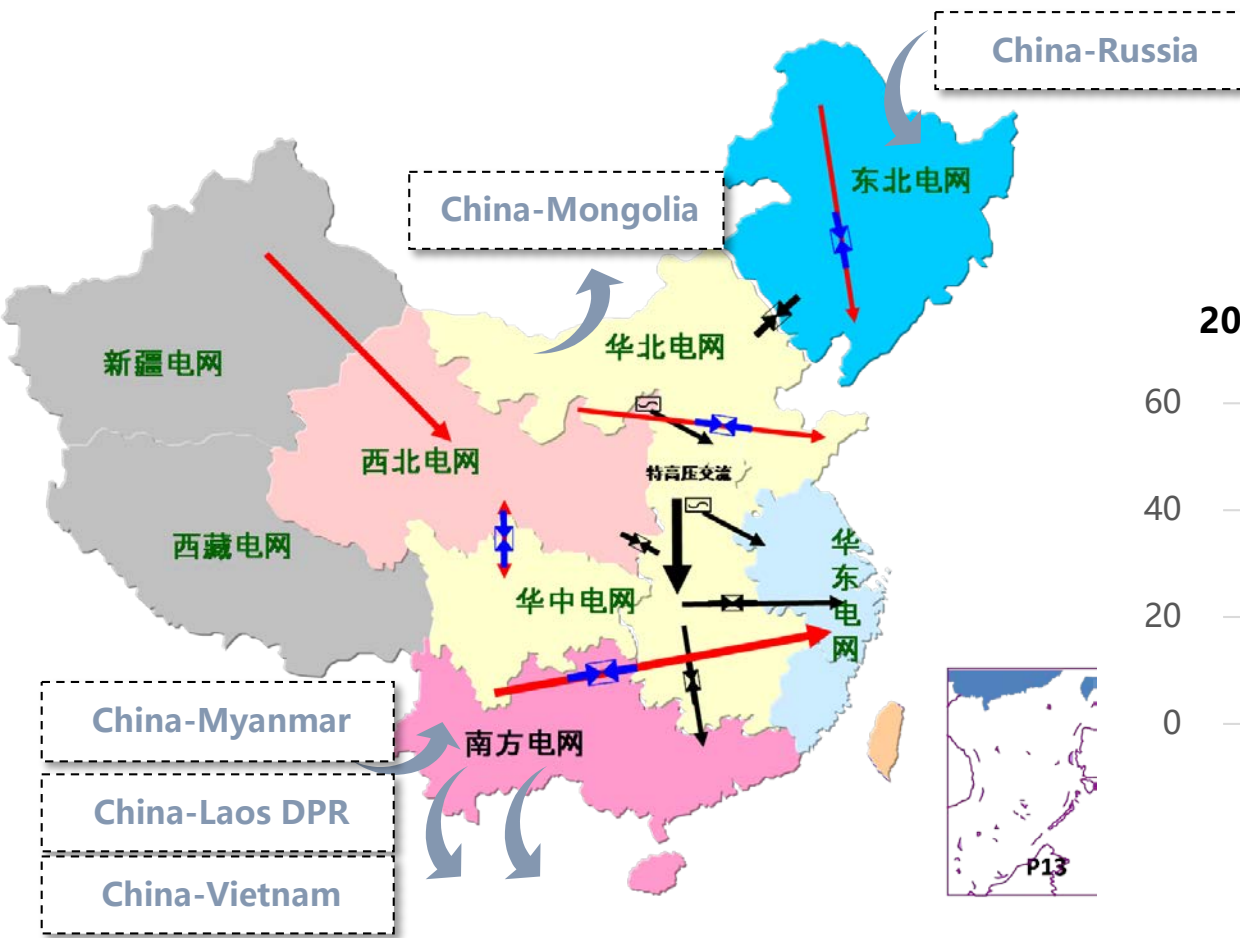 China-Russia
东北电网
China-Mongolia
20
华北电网
新疆电网
60
西北电网
特高压交流
40
西藏电网
华东电网
华中电网
20
China-Myanmar
0
南方电网
China-Laos DPR
P13
China-Vietnam